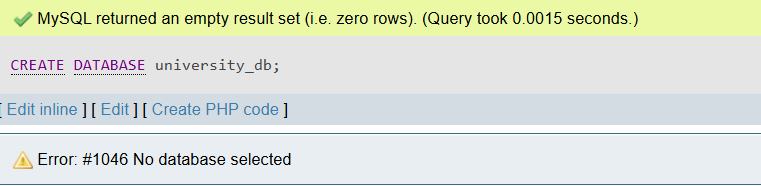 MySQL returned an empty result set (i.e. zero rows). (Query took 0.0015 seconds.)
CREATE DATABASE university_db;
[ Edit inline ] [ Edit ] [ Create PHP code ]
Error: #1046 No database selected